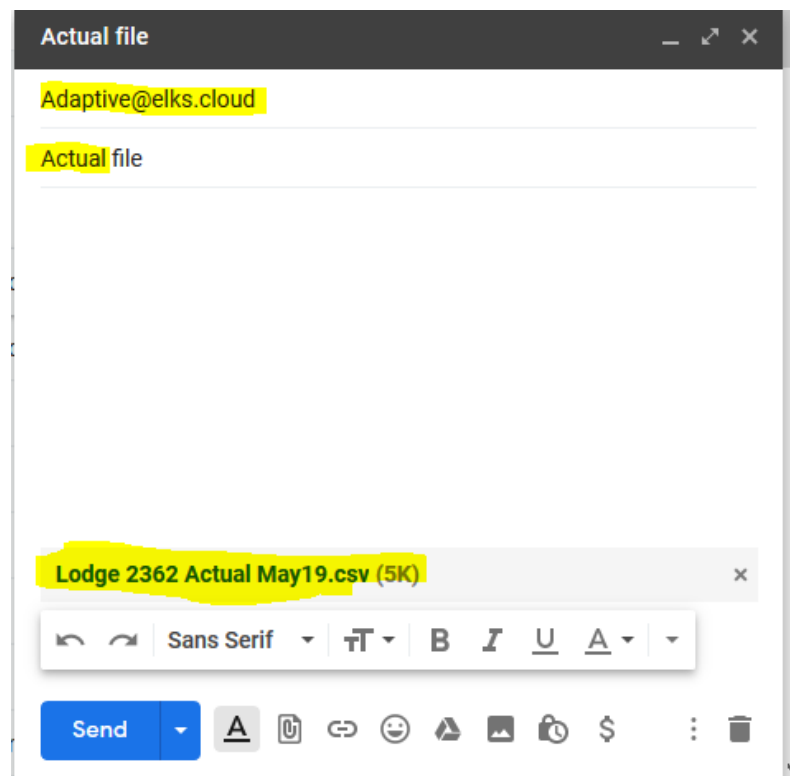 Actual file
Adaptive@elks.cloud
Actual file
Lodge 2362 Actual May19.csv (5K)
Sans Serif
B I U A
Send A $